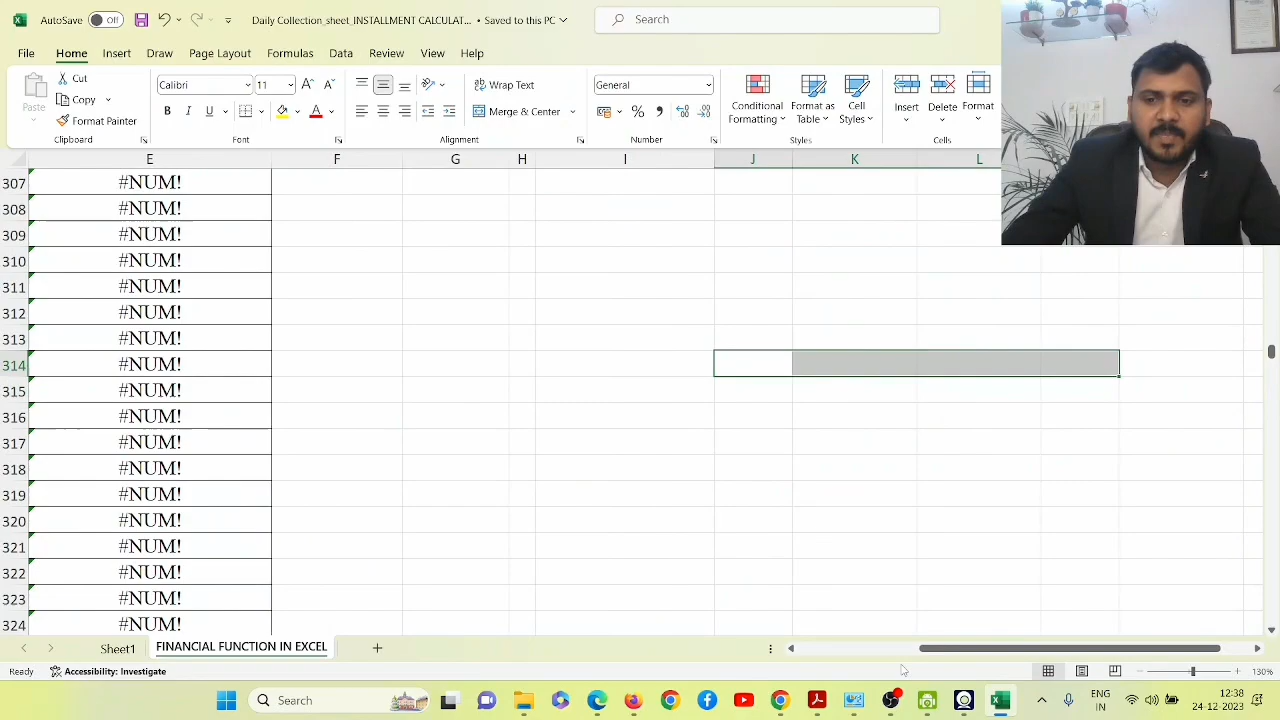 AutoSave Off Daily Collection_sheet_INSTALLMENT CALCULAT... • Saved to this PC Search
File Home Insert Draw Page Layout Formulas Data Review View Help
Paste Cut Copy Format Painter Clipboard
Calibri 11 B I U A Font
Wrap Text Merge & Center Alignment
General % Number
Conditional Formatting Format as Table Cell Styles Styles
Insert Delete Format Cells
E F G H I J K L
307 #NUM!
308 #NUM!
309 #NUM!
310 #NUM!
311 #NUM!
312 #NUM!
313 #NUM!
314 #NUM!
315 #NUM!
316 #NUM!
317 #NUM!
318 #NUM!
319 #NUM!
320 #NUM!
321 #NUM!
322 #NUM!
323 #NUM!
324 #NUM!
Sheet1 FINANCIAL FUNCTION IN EXCEL
Ready Accessibility: Investigate 130%
Search ENG IN 12:38 24-12-2023